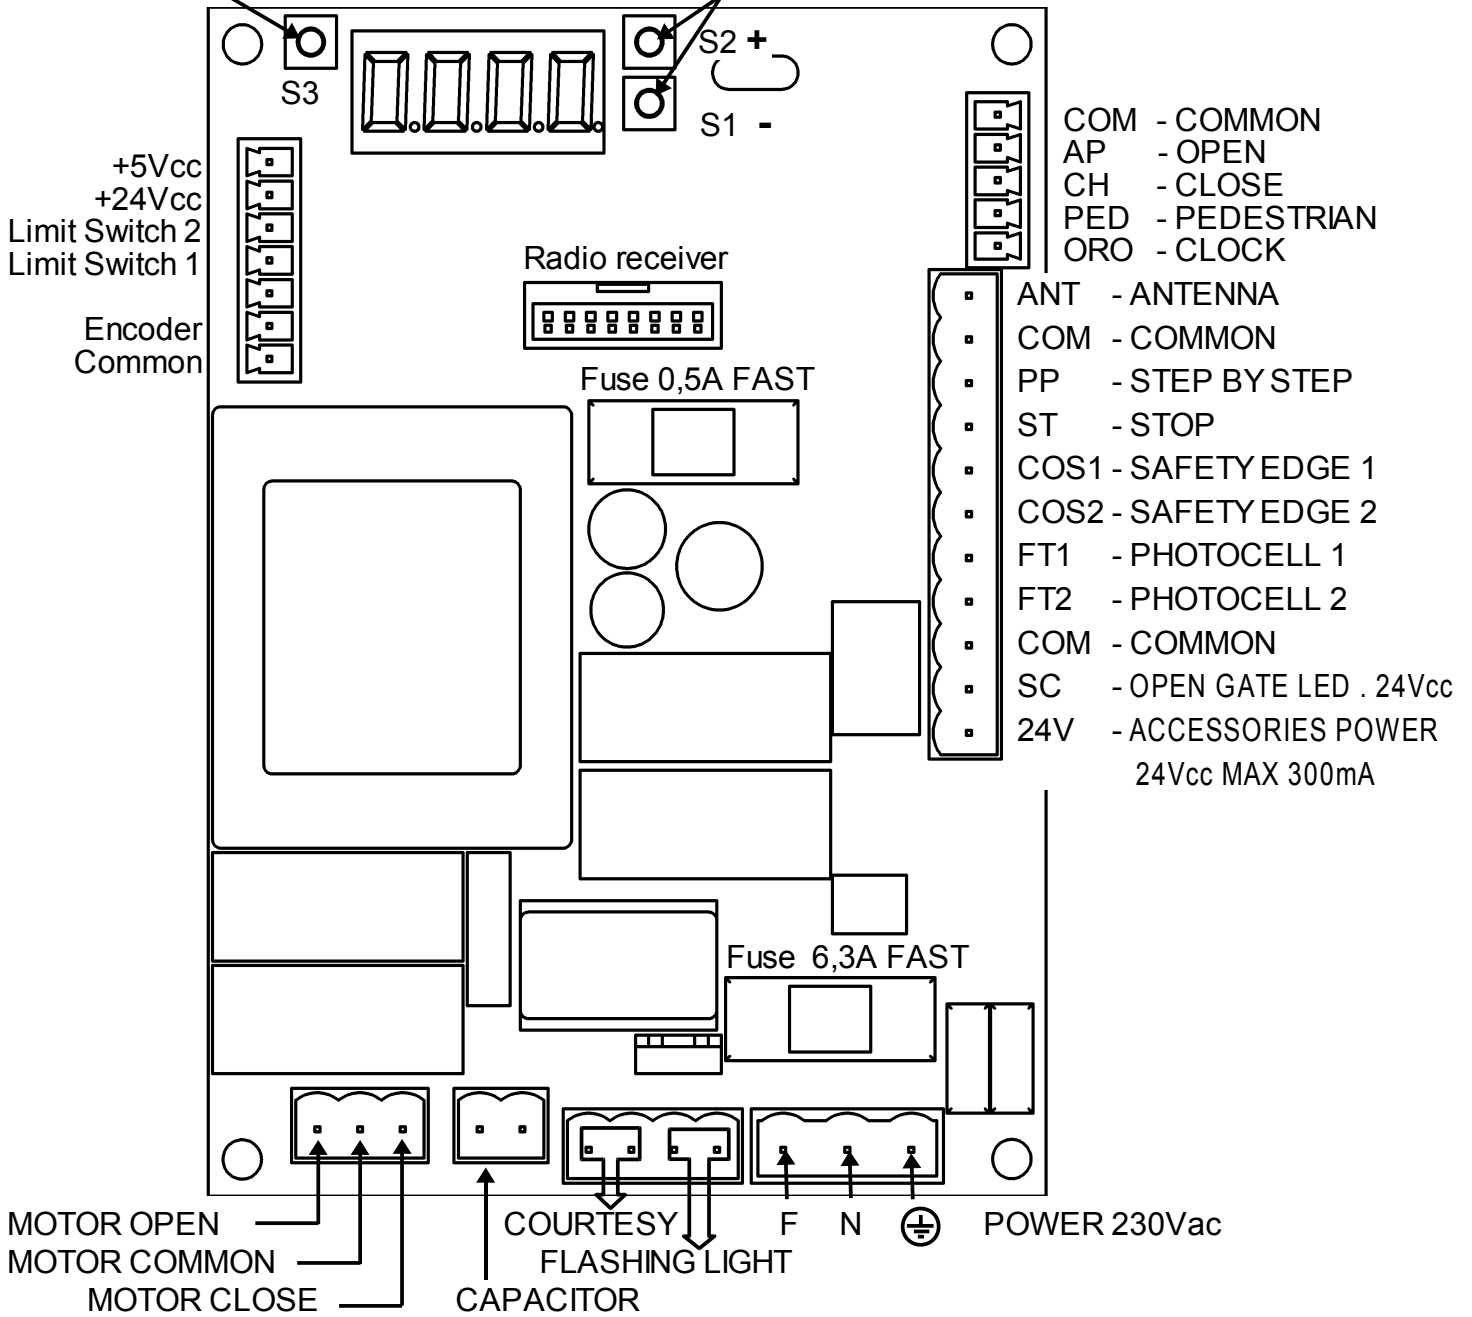 S3
S2 +
S1 -
+5Vcc
+24Vcc
Limit Switch 2
Limit Switch 1
Encoder
Common
Radio receiver
Fuse 0,5A FAST
COM - COMMON
AP - OPEN
CH - CLOSE
PED - PEDESTRIAN
ORO - CLOCK
ANT - ANTENNA
COM - COMMON
PP - STEP BY STEP
ST - STOP
COS1 - SAFETY EDGE 1
COS2 - SAFETY EDGE 2
FT1 - PHOTOCELL 1
FT2 - PHOTOCELL 2
COM - COMMON
SC - OPEN GATE LED . 24Vcc
24V - ACCESSORIES POWER
24Vcc MAX 300mA
Fuse 6,3A FAST
MOTOR OPEN
MOTOR COMMON
MOTOR CLOSE
CAPACITOR
COURTESY
FLASHING LIGHT
F N
POWER 230Vac